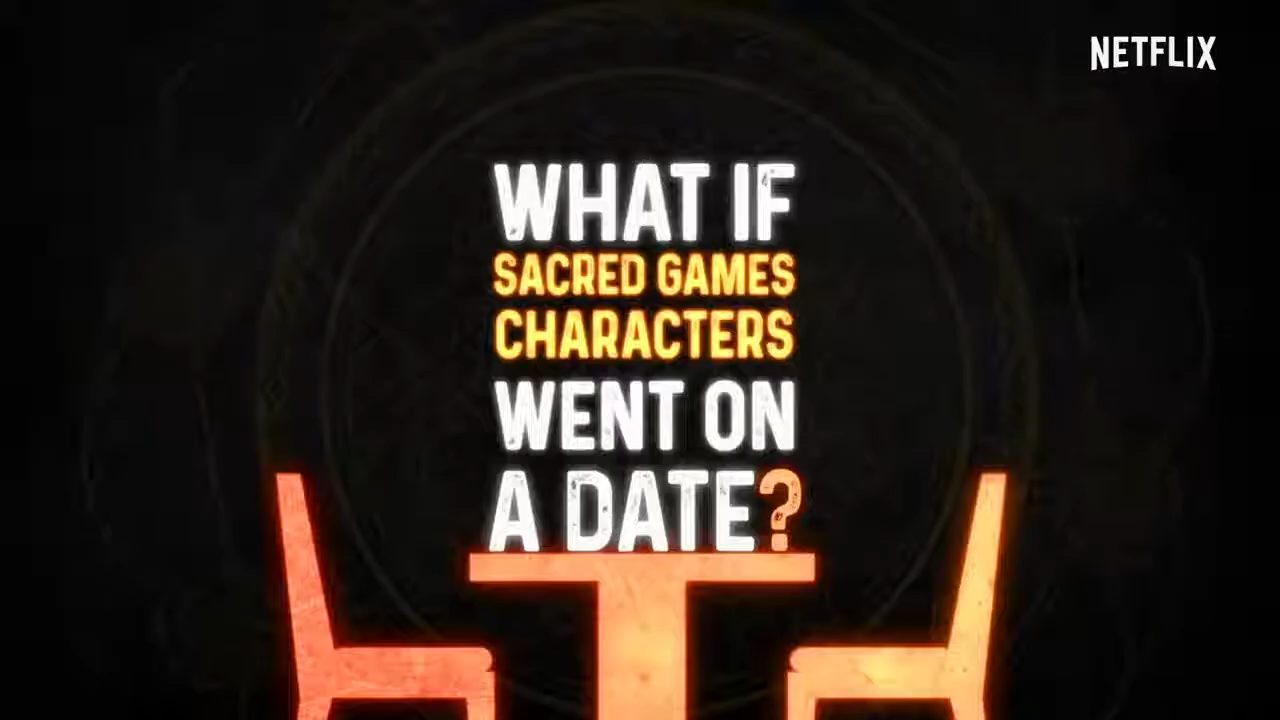 NETFLIX
WHAT IF
SACRED GAMES
CHARACTERS
WENT ON
A DATE?